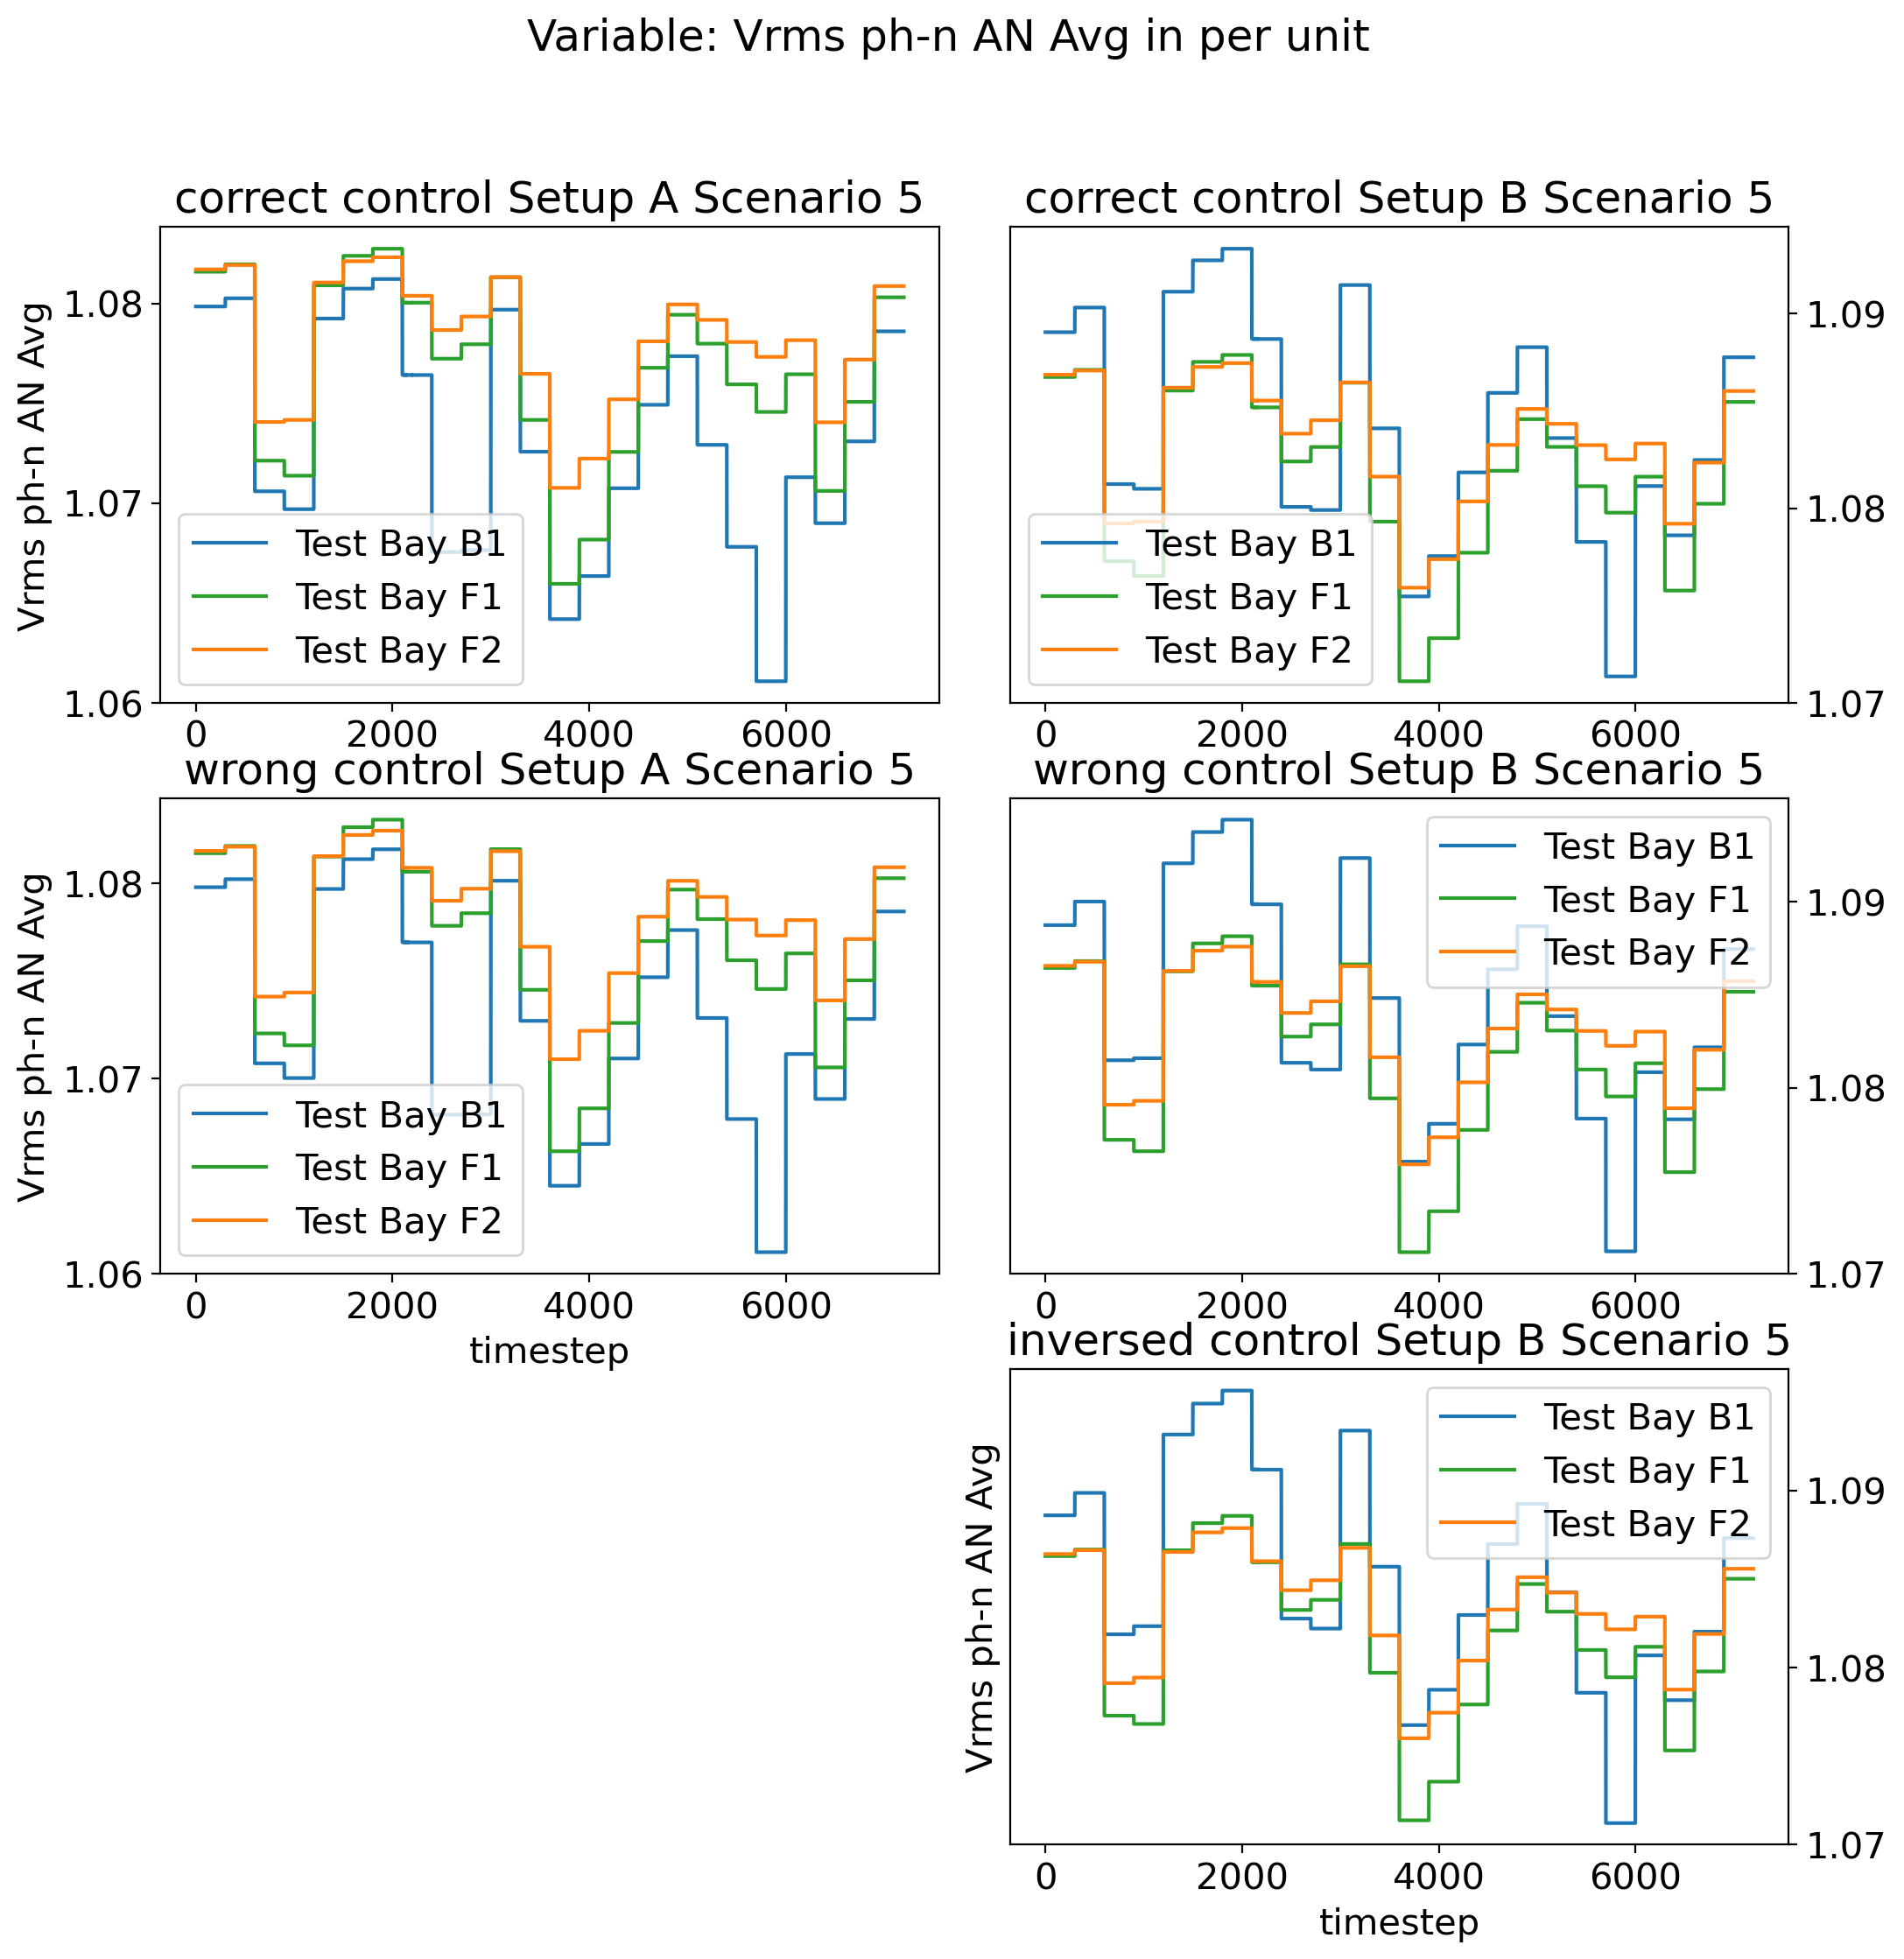 Variable: Vrms ph-n AN Avg in per unit
correct control Setup A Scenario 5
Vrms ph-n AN Avg
1.08
1.07
1.06
0 2000 4000 6000
Test Bay B1
Test Bay F1
Test Bay F2
correct control Setup B Scenario 5
1.09
1.08
1.07
0 2000 4000 6000
Test Bay B1
Test Bay F1
Test Bay F2
wrong control Setup A Scenario 5
Vrms ph-n AN Avg
1.08
1.07
1.06
0 2000 4000 6000
timestep
Test Bay B1
Test Bay F1
Test Bay F2
wrong control Setup B Scenario 5
1.09
1.08
1.07
0 2000 4000 6000
Test Bay B1
Test Bay F1
Test Bay F2
inversed control Setup B Scenario 5
Vrms ph-n AN Avg
1.09
1.08
1.07
0 2000 4000 6000
timestep
Test Bay B1
Test Bay F1
Test Bay F2